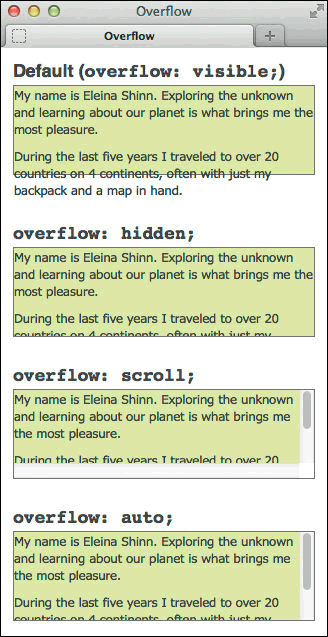 Overflow
Overflow
Default (overflow: visible;)
My name is Eleina Shinn. Exploring the unknown
and learning about our planet is what brings me the
most pleasure.
During the last five years I traveled to over 20
countries on 4 continents, often with just my
backpack and a map in hand.
overflow: hidden;
My name is Eleina Shinn. Exploring the unknown
and learning about our planet is what brings me the
most pleasure.
During the last five years I traveled to over 20
countries on 4 continents, often with just my
overflow: scroll;
My name is Eleina Shinn. Exploring the unknown
and learning about our planet is what brings me
the most pleasure.
During the last five years I traveled to over 20
overflow: auto;
My name is Eleina Shinn. Exploring the unknown
and learning about our planet is what brings me
the most pleasure.
During the last five years I traveled to over 20